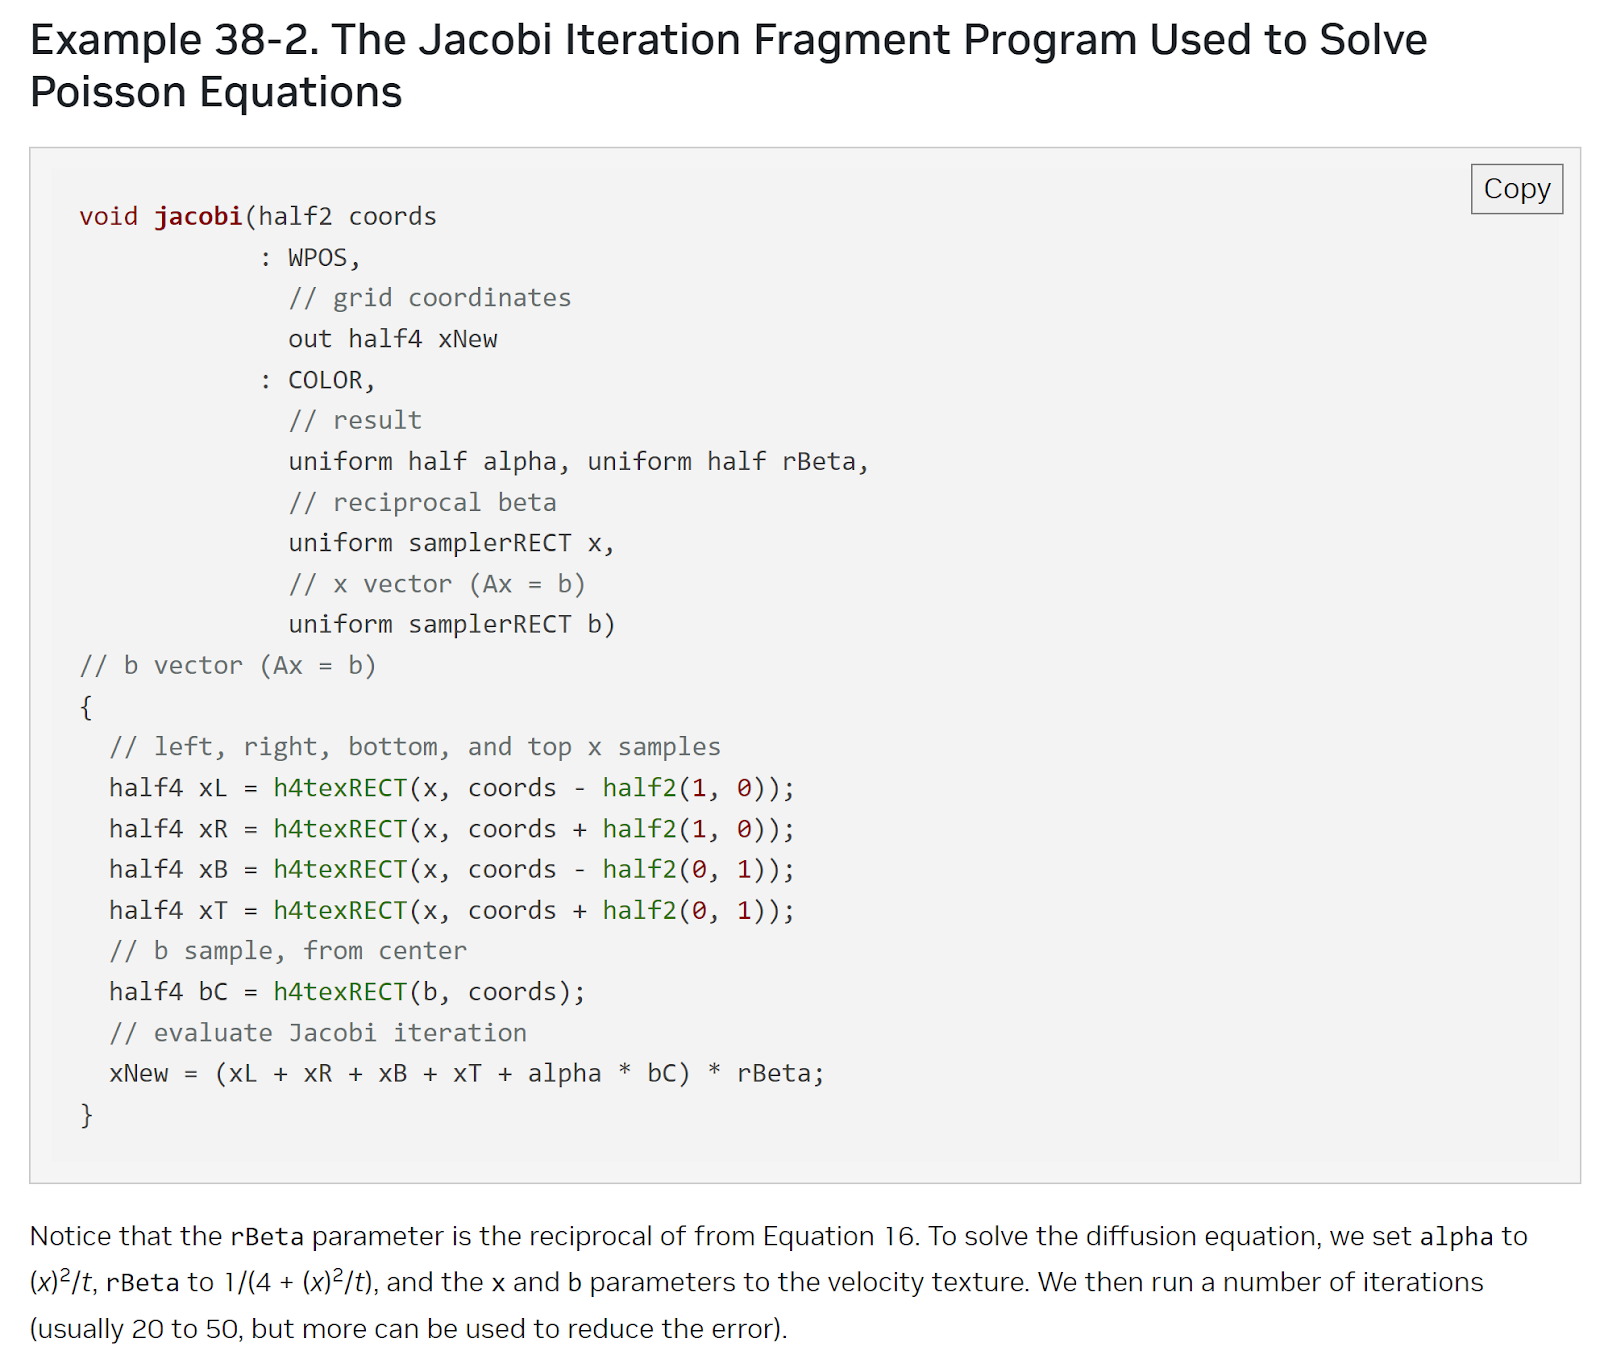 Example 38-2. The Jacobi Iteration Fragment Program Used to Solve
Poisson Equations
Copy
void jacobi(half2 coords
            : WPOS,
              // grid coordinates
              out half4 xNew
            : COLOR,
              // result
              uniform half alpha, uniform half rBeta,
              // reciprocal beta
              uniform samplerRECT x,
              // x vector (Ax = b)
              uniform samplerRECT b)
// b vector (Ax = b)
{
  // left, right, bottom, and top x samples
  half4 xL = h4texRECT(x, coords - half2(1, 0));
  half4 xR = h4texRECT(x, coords + half2(1, 0));
  half4 xB = h4texRECT(x, coords - half2(0, 1));
  half4 xT = h4texRECT(x, coords + half2(0, 1));
  // b sample, from center
  half4 bC = h4texRECT(b, coords);
  // evaluate Jacobi iteration
  xNew = (xL + xR + xB + xT + alpha * bC) * rBeta;
}
Notice that the rBeta parameter is the reciprocal of from Equation 16. To solve the diffusion equation, we set alpha to
(x)²/t, rBeta to 1/(4 + (x)²/t), and the x and b parameters to the velocity texture. We then run a number of iterations
(usually 20 to 50, but more can be used to reduce the error).